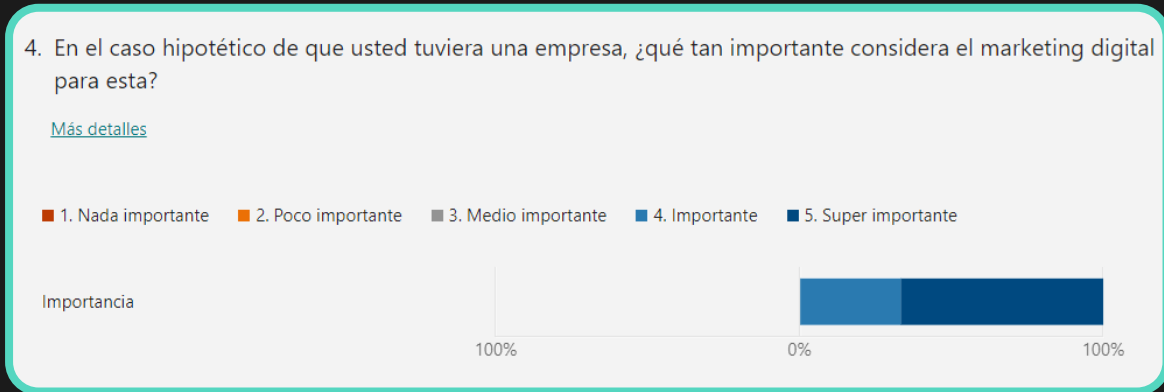 4. En el caso hipotético de que usted tuviera una empresa, ¿qué tan importante considera el marketing digital
para esta?
Más detalles
1. Nada importante 2. Poco importante 3. Medio importante 4. Importante 5. Super importante
Importancia
100% 0% 100%